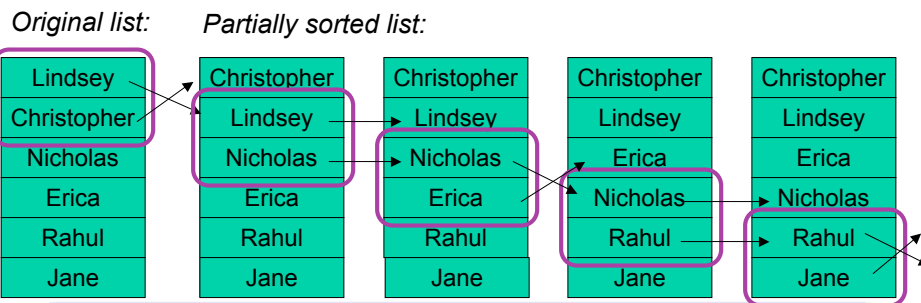 Original list: Partially sorted list:
Lindsey Christopher Christopher Christopher Christopher
Christopher Lindsey Lindsey Lindsey Lindsey
Nicholas Nicholas Nicholas Erica Erica
Erica Erica Erica Nicholas Nicholas
Rahul Rahul Rahul Rahul Rahul
Jane Jane Jane Jane Jane